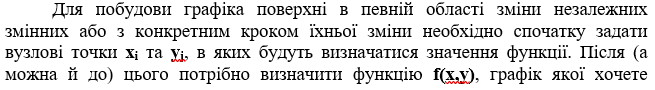 Для побудови графіка поверхні в певній області зміни незалежних
змінних або з конкретним кроком їхньої зміни необхідно спочатку задати
вузлові точки xi та yj, в яких будуть визначатися значення функції. Після (а
можна й до) цього потрібно визначити функцію f(x,y), графік якої хочете